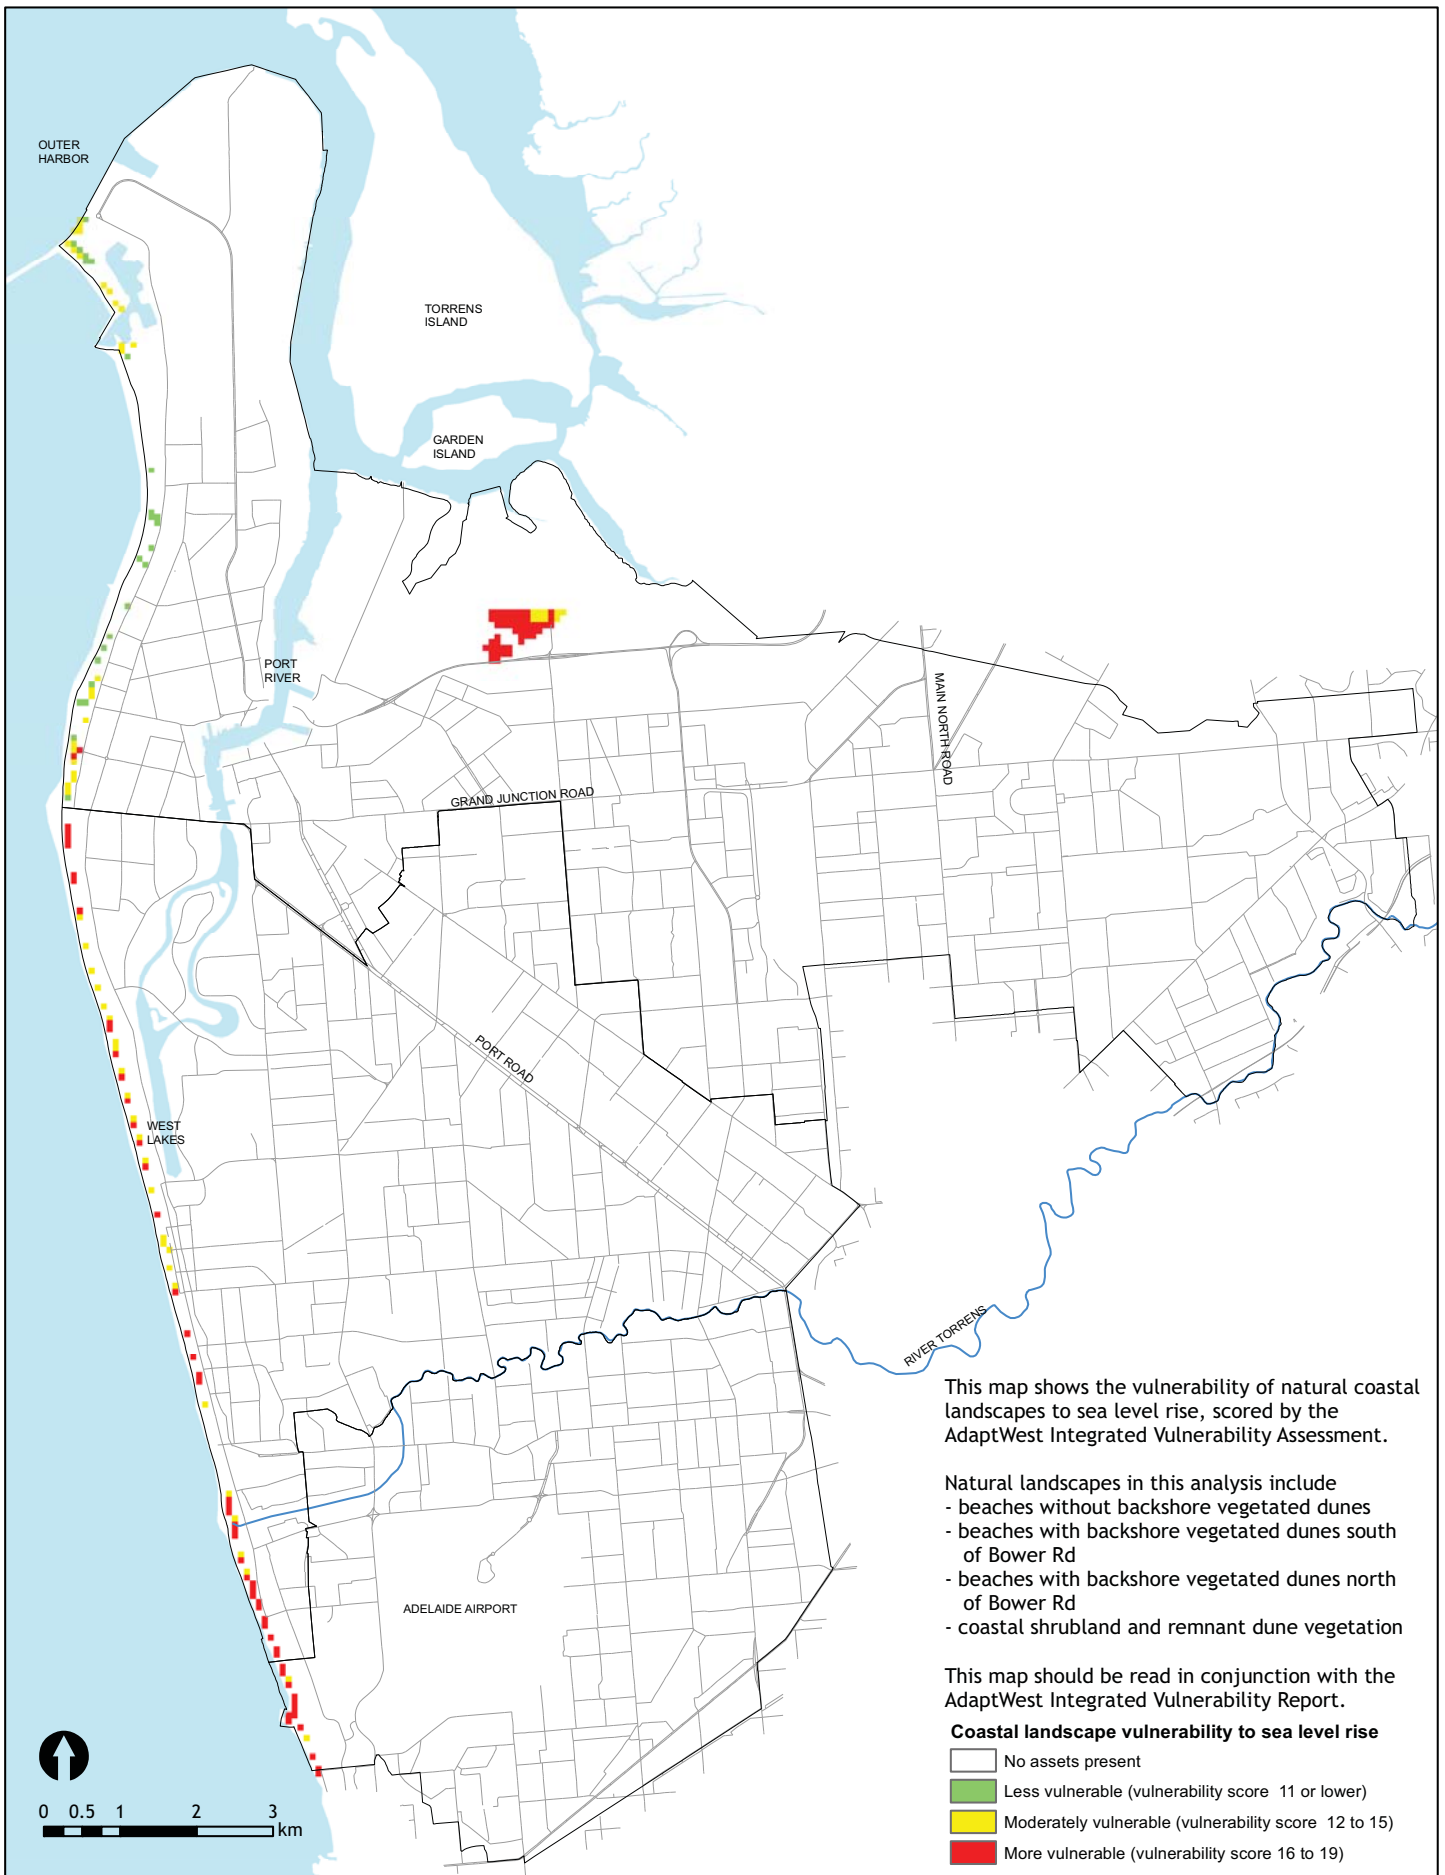 OUTER
HARBOR
TORRENS
ISLAND
GARDEN
ISLAND
PORT
RIVER
MAIN NORTH ROAD
GRAND JUNCTION ROAD
PORT ROAD
WEST
LAKES
RIVER TORRENS
ADELAIDE AIRPORT
This map shows the vulnerability of natural coastal
landscapes to sea level rise, scored by the
AdaptWest Integrated Vulnerability Assessment.
Natural landscapes in this analysis include
- beaches without backshore vegetated dunes
- beaches with backshore vegetated dunes south
of Bower Rd
- beaches with backshore vegetated dunes north
of Bower Rd
- coastal shrubland and remnant dune vegetation
This map should be read in conjunction with the
AdaptWest Integrated Vulnerability Report.
Coastal landscape vulnerability to sea level rise
No assets present
Less vulnerable (vulnerability score 11 or lower)
Moderately vulnerable (vulnerability score 12 to 15)
More vulnerable (vulnerability score 16 to 19)
0 0.5 1 2 3
km